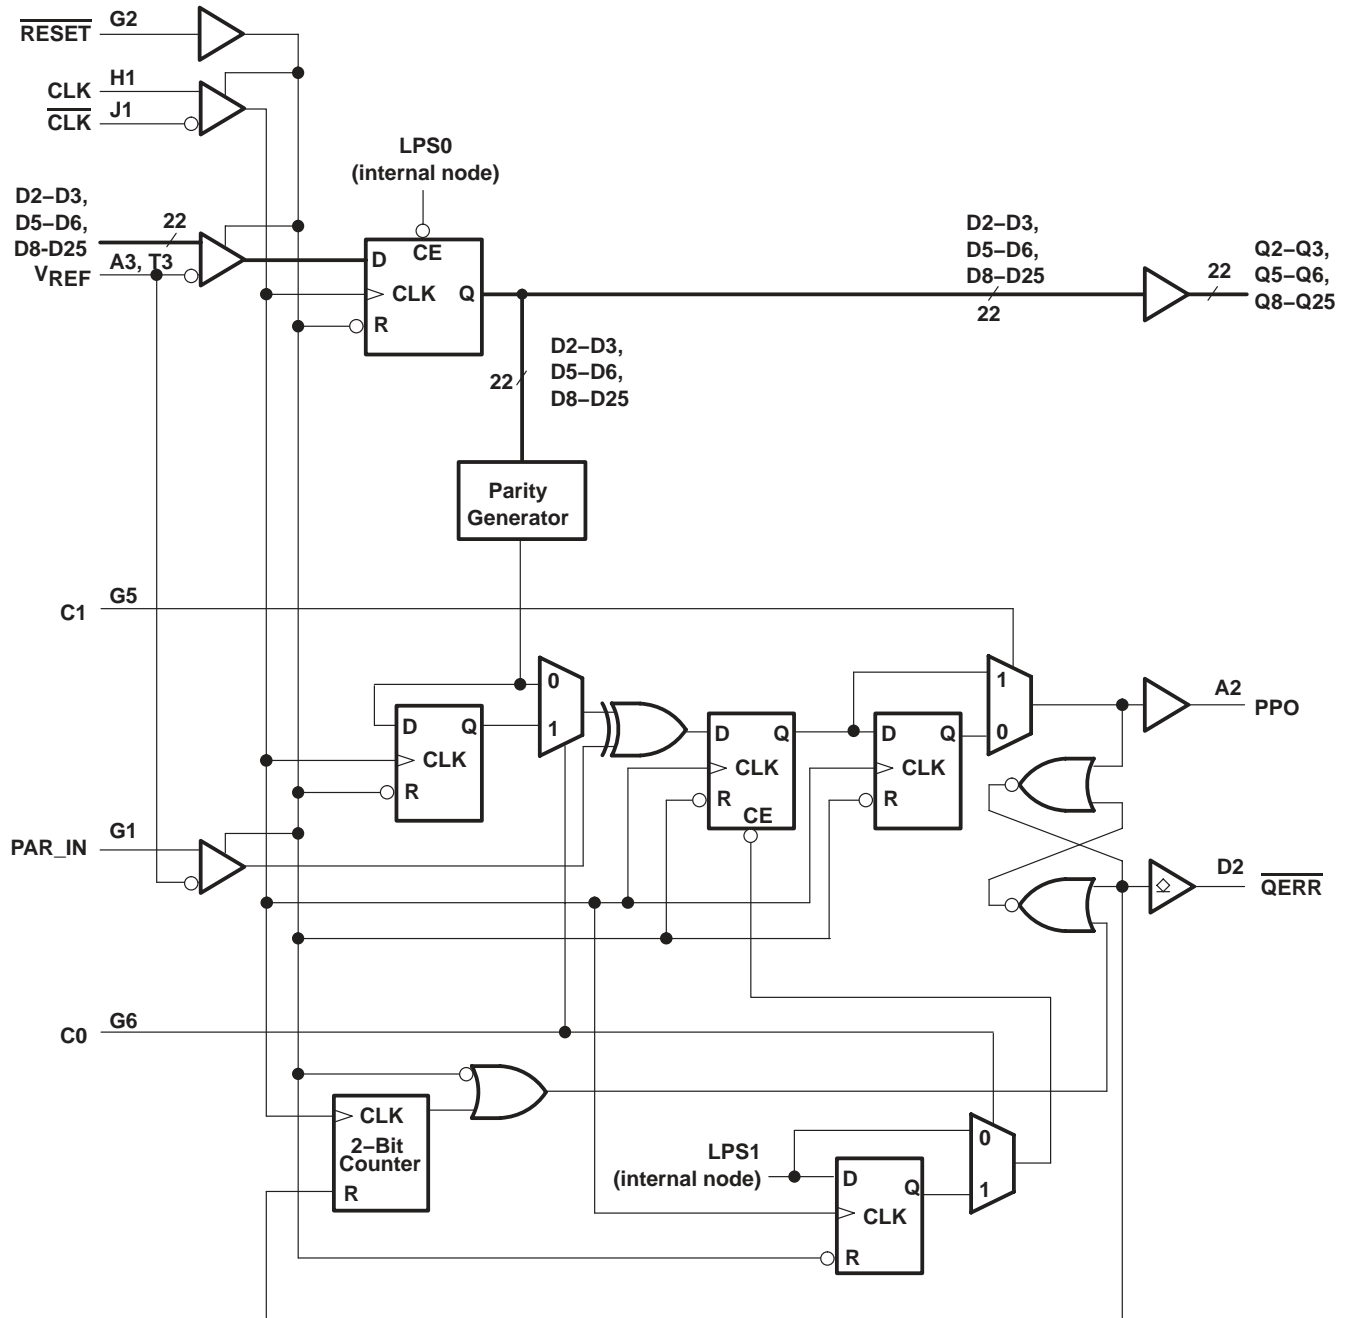 RESET G2
CLK H1
CLK J1
LPS0
(internal node)
D2–D3,
D5–D6,
D8-D25
22
VREF A3, T3
D
CE
CLK
Q
R
D2–D3,
D5–D6,
D8–D25
22
22
Q2–Q3,
Q5–Q6,
Q8–Q25
22
D2–D3,
D5–D6,
D8–D25
Parity
Generator
C1 G5
0
1
D
Q
CLK
R
D
Q
CLK
R
CE
D
Q
CLK
R
1
0
A2
PPO
PAR_IN G1
D2
QERR
C0 G6
CLK
2–Bit
Counter
R
LPS1
(internal node)
D
Q
CLK
R
0
1